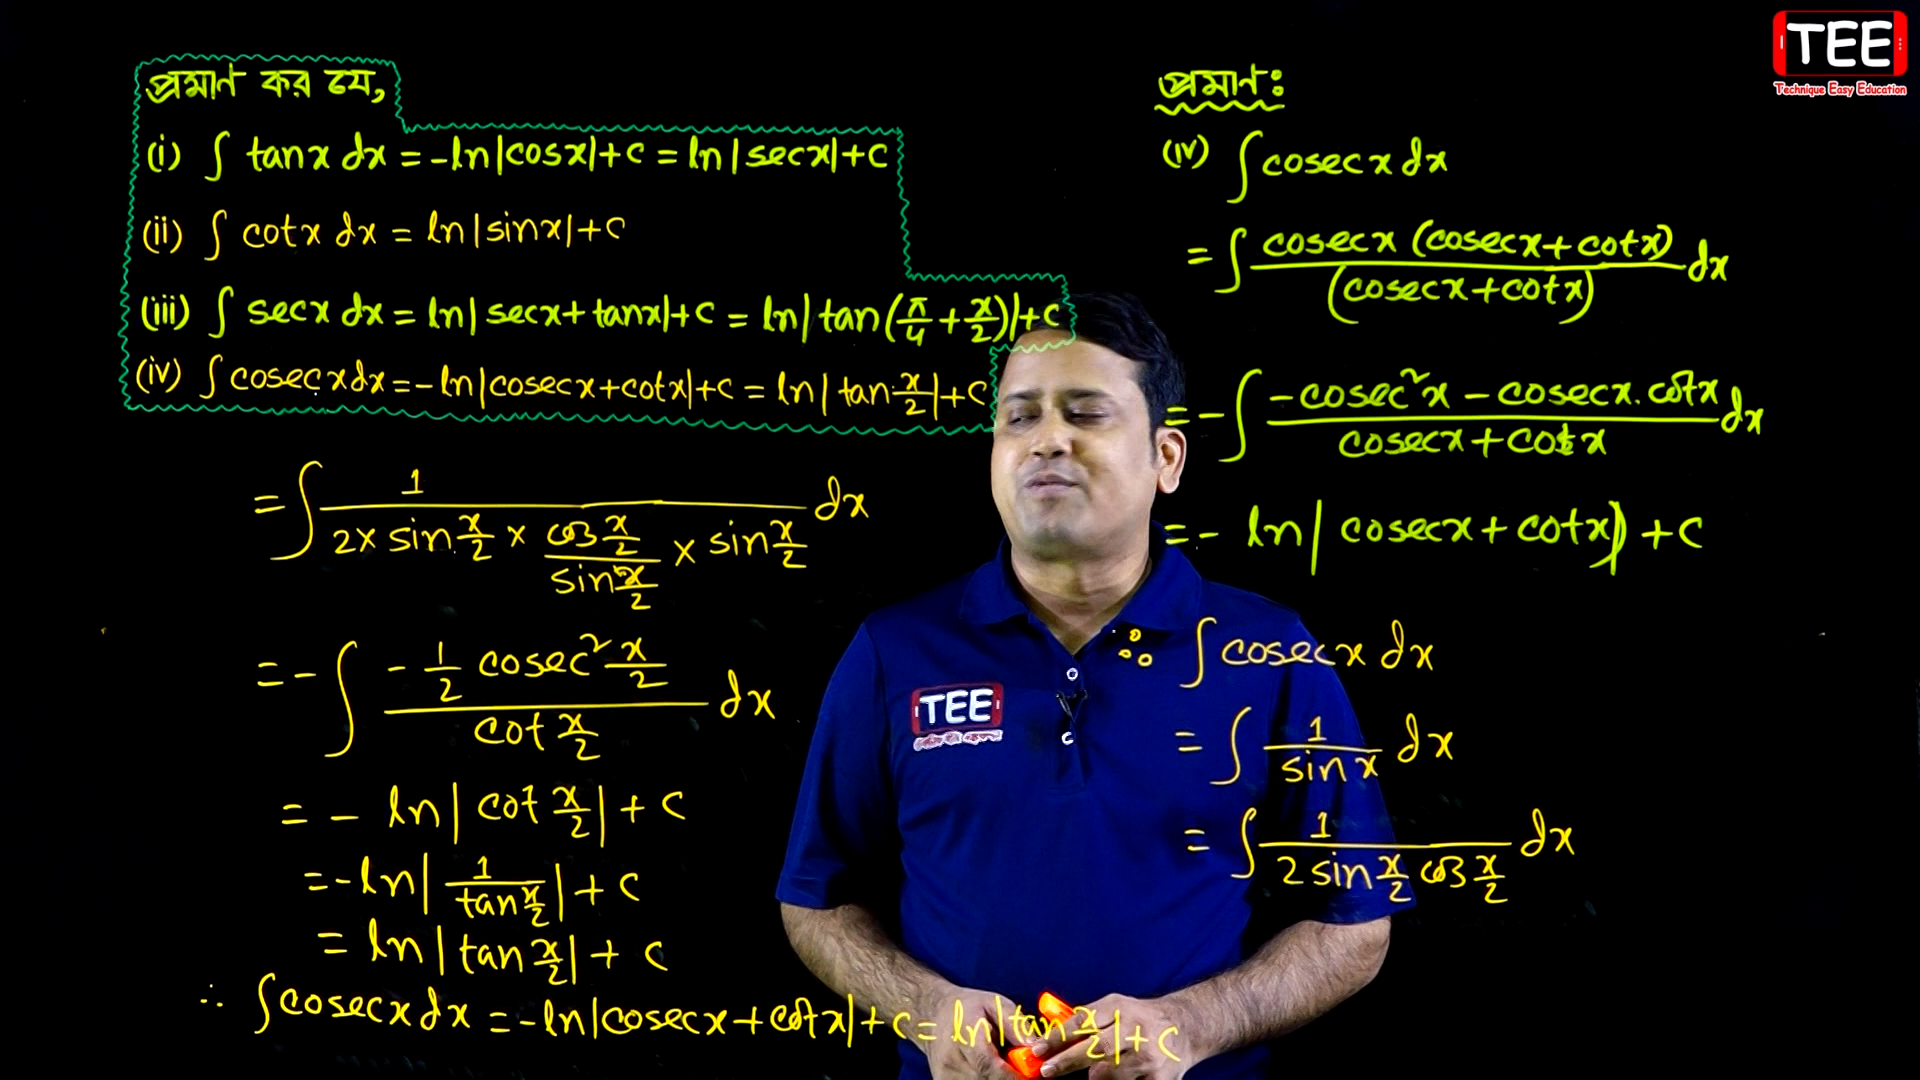 প্রমাণ কর যে,
(i) ∫ tanx dx = -ln|cosx|+c = ln|secx|+c
(ii) ∫ cotx dx = ln|sinx|+c
(iii) ∫ secx dx = ln|secx+tanx|+c = ln|tan(π/4+x/2)|+c
(iv) ∫ cosecx dx = -ln|cosecx+cotx|+c = ln|tan x/2|+c
প্রমাণ:
(iv) ∫ cosecx dx
= ∫ cosecx (cosecx+cotx)/(cosecx+cotx) dx
= - ∫ (-cosec²x - cosecx.cotx)/(cosecx+cotx) dx
= - ln|cosecx+cotx|+c
∴ ∫ cosecx dx
= ∫ 1/sinx dx
= ∫ 1/(2 sin x/2 cos x/2) dx
= ∫ 1/(2× sin x/2 × (cos x/2)/(sin x/2) × sin x/2) dx
= - ∫ (-1/2 cosec² x/2)/(cot x/2) dx
= - ln|cot x/2|+c
= -ln|1/(tan x/2)|+c
= ln|tan x/2|+c
∴ ∫ cosecx dx = -ln|cosecx+cotx|+c = ln|tan x/2|+c
TEE
Technique Easy Education
TEE